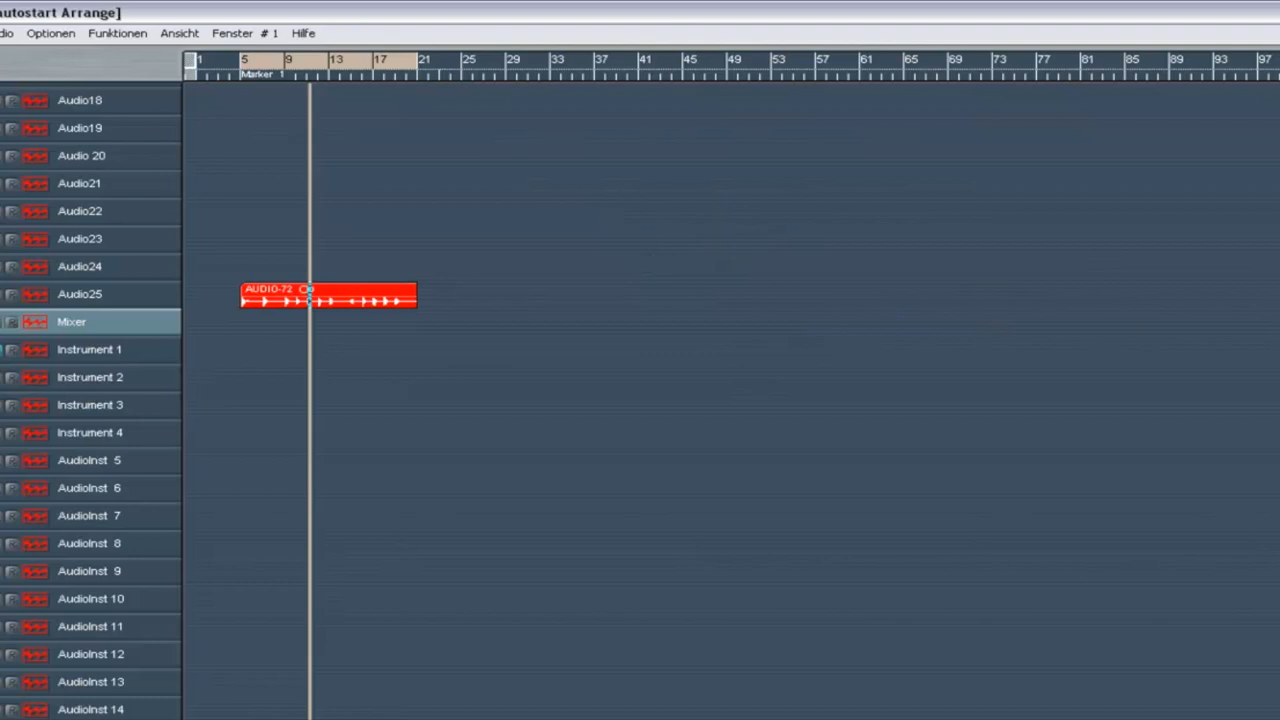 autostart Arrange]
dio Optionen Funktionen Ansicht Fenster # 1 Hilfe
1 5 9 13 17 21 25 29 33 37 41 45 49 53 57 61 65 69 73 77 81 85 89 93 97
Marker 1
R Audio18
R Audio19
R Audio 20
R Audio21
R Audio22
R Audio23
R Audio24
R Audio25
AUDIO-72
R Mixer
R Instrument 1
R Instrument 2
R Instrument 3
R Instrument 4
R AudioInst 5
R AudioInst 6
R AudioInst 7
R AudioInst 8
R AudioInst 9
R AudioInst 10
R AudioInst 11
R AudioInst 12
R AudioInst 13
R AudioInst 14